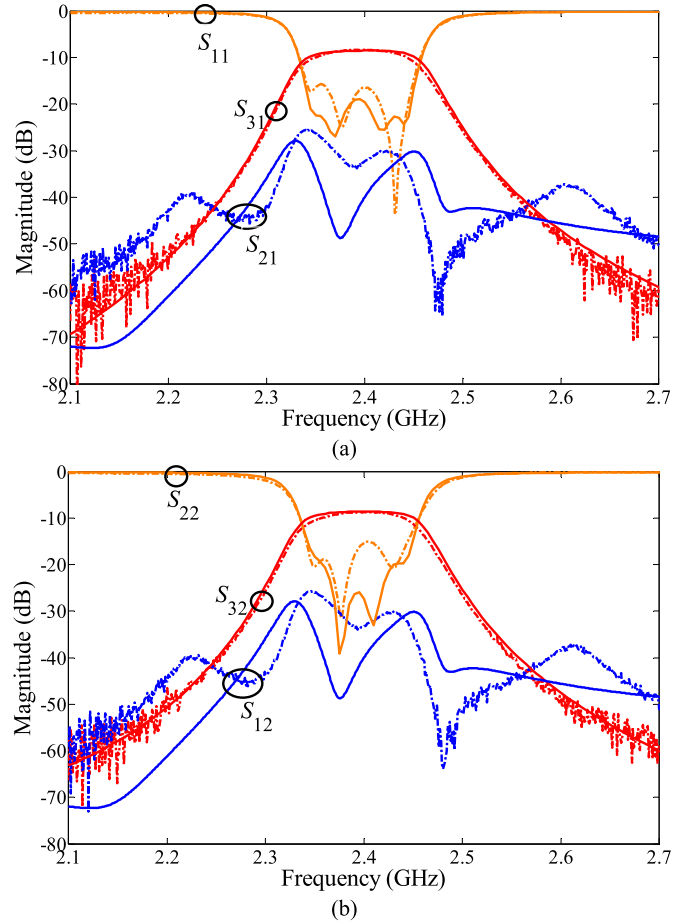 0
-10
-20
-30
-40
-50
-60
-70
-80
Magnitude (dB)
S11
S31
S21
2.1 2.2 2.3 2.4 2.5 2.6 2.7
Frequency (GHz)
(a)
0
-10
-20
-30
-40
-50
-60
-70
-80
Magnitude (dB)
S22
S32
S12
2.1 2.2 2.3 2.4 2.5 2.6 2.7
Frequency (GHz)
(b)